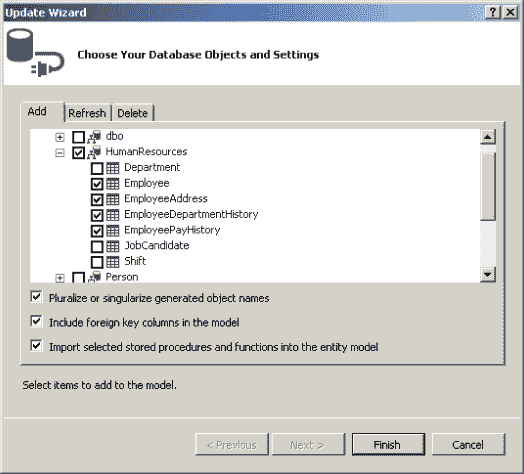 Update Wizard
Choose Your Database Objects and Settings
Add Refresh Delete
dbo
HumanResources
Department
Employee
EmployeeAddress
EmployeeDepartmentHistory
EmployeePayHistory
JobCandidate
Shift
Person
Pluralize or singularize generated object names
Include foreign key columns in the model
Import selected stored procedures and functions into the entity model
Select items to add to the model.
< Previous Next > Finish Cancel